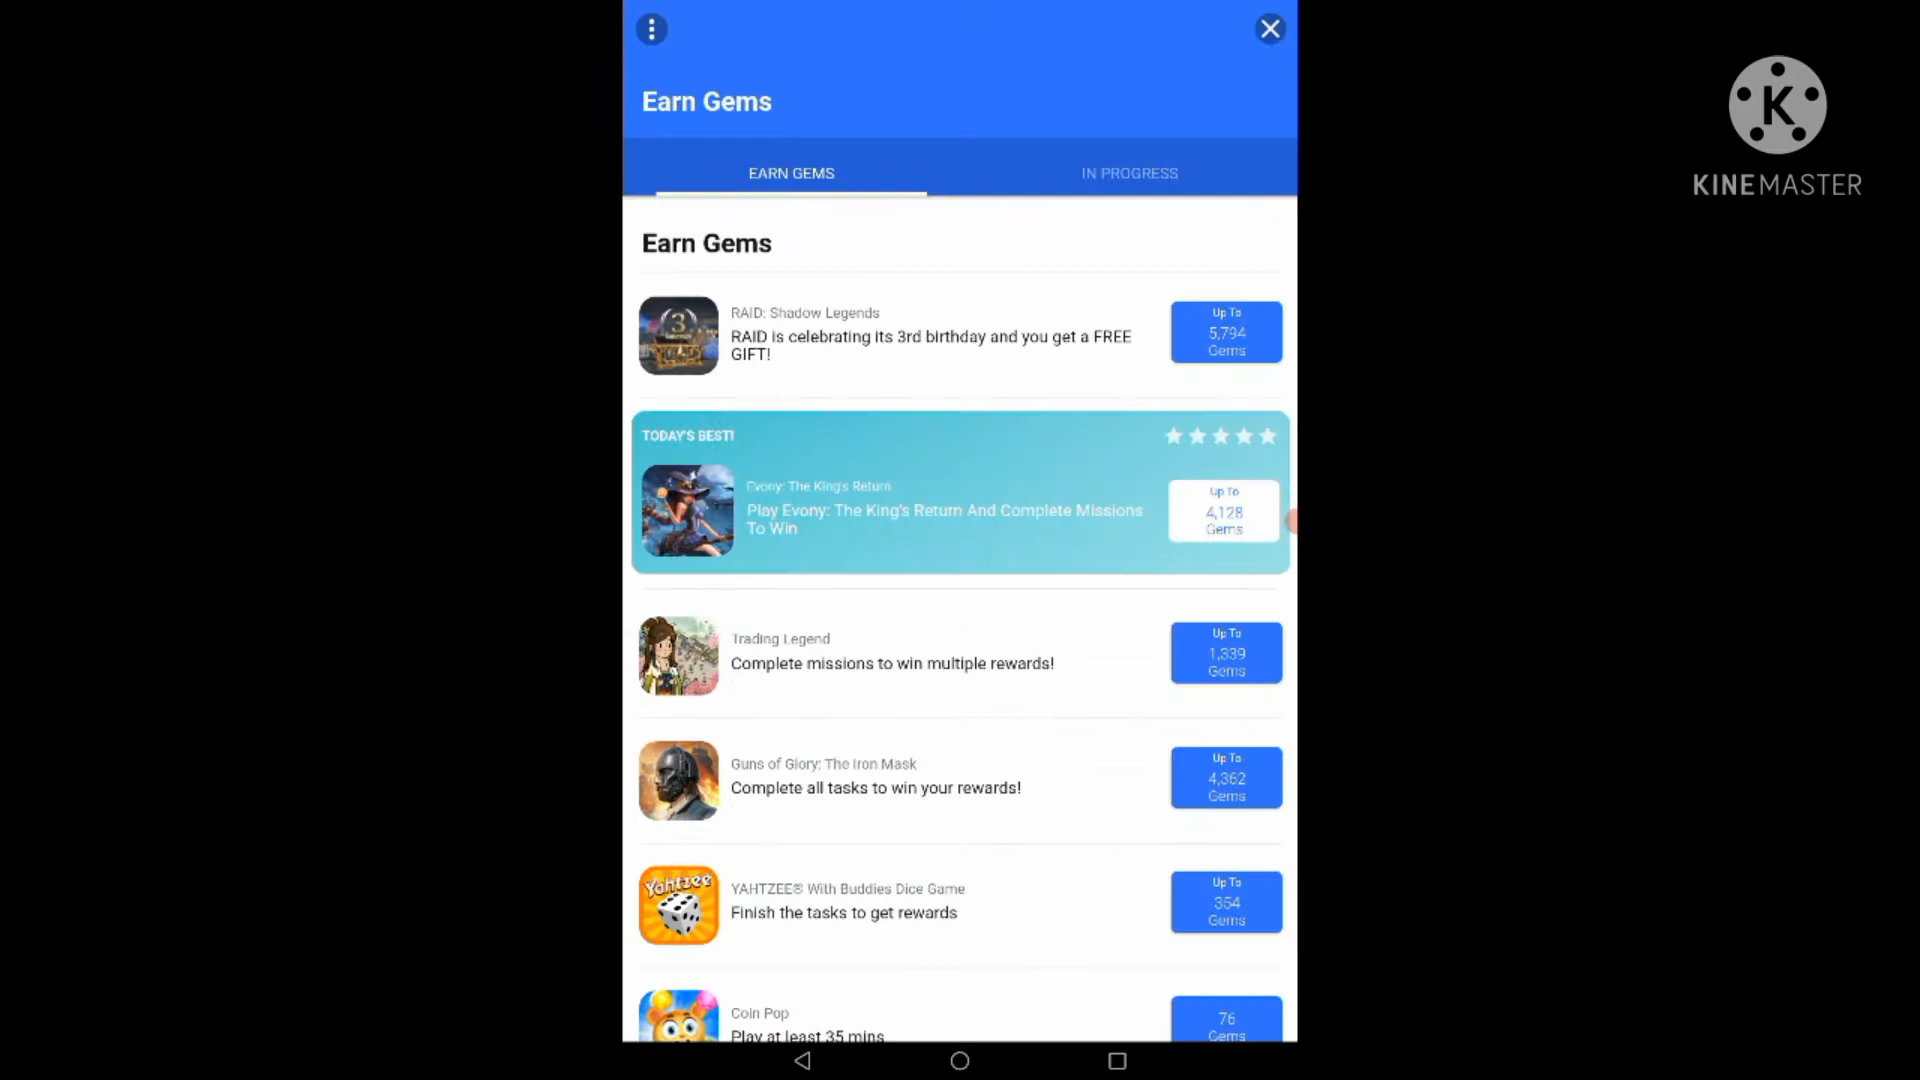 Earn Gems
EARN GEMS
IN PROGRESS
Earn Gems
RAID: Shadow Legends
RAID is celebrating its 3rd birthday and you get a FREE
GIFT!
Up To
5,794
Gems
TODAY'S BEST!
Evony: The King's Return
Play Evony: The King's Return And Complete Missions
To Win
Up To
4,128
Gems
Trading Legend
Complete missions to win multiple rewards!
Up To
1,339
Gems
Guns of Glory: The Iron Mask
Complete all tasks to win your rewards!
Up To
4,362
Gems
Yahtzee
YAHTZEE® With Buddies Dice Game
Finish the tasks to get rewards
Up To
354
Gems
Coin Pop
Play at least 35 mins
76
Gems
K
KINEMASTER